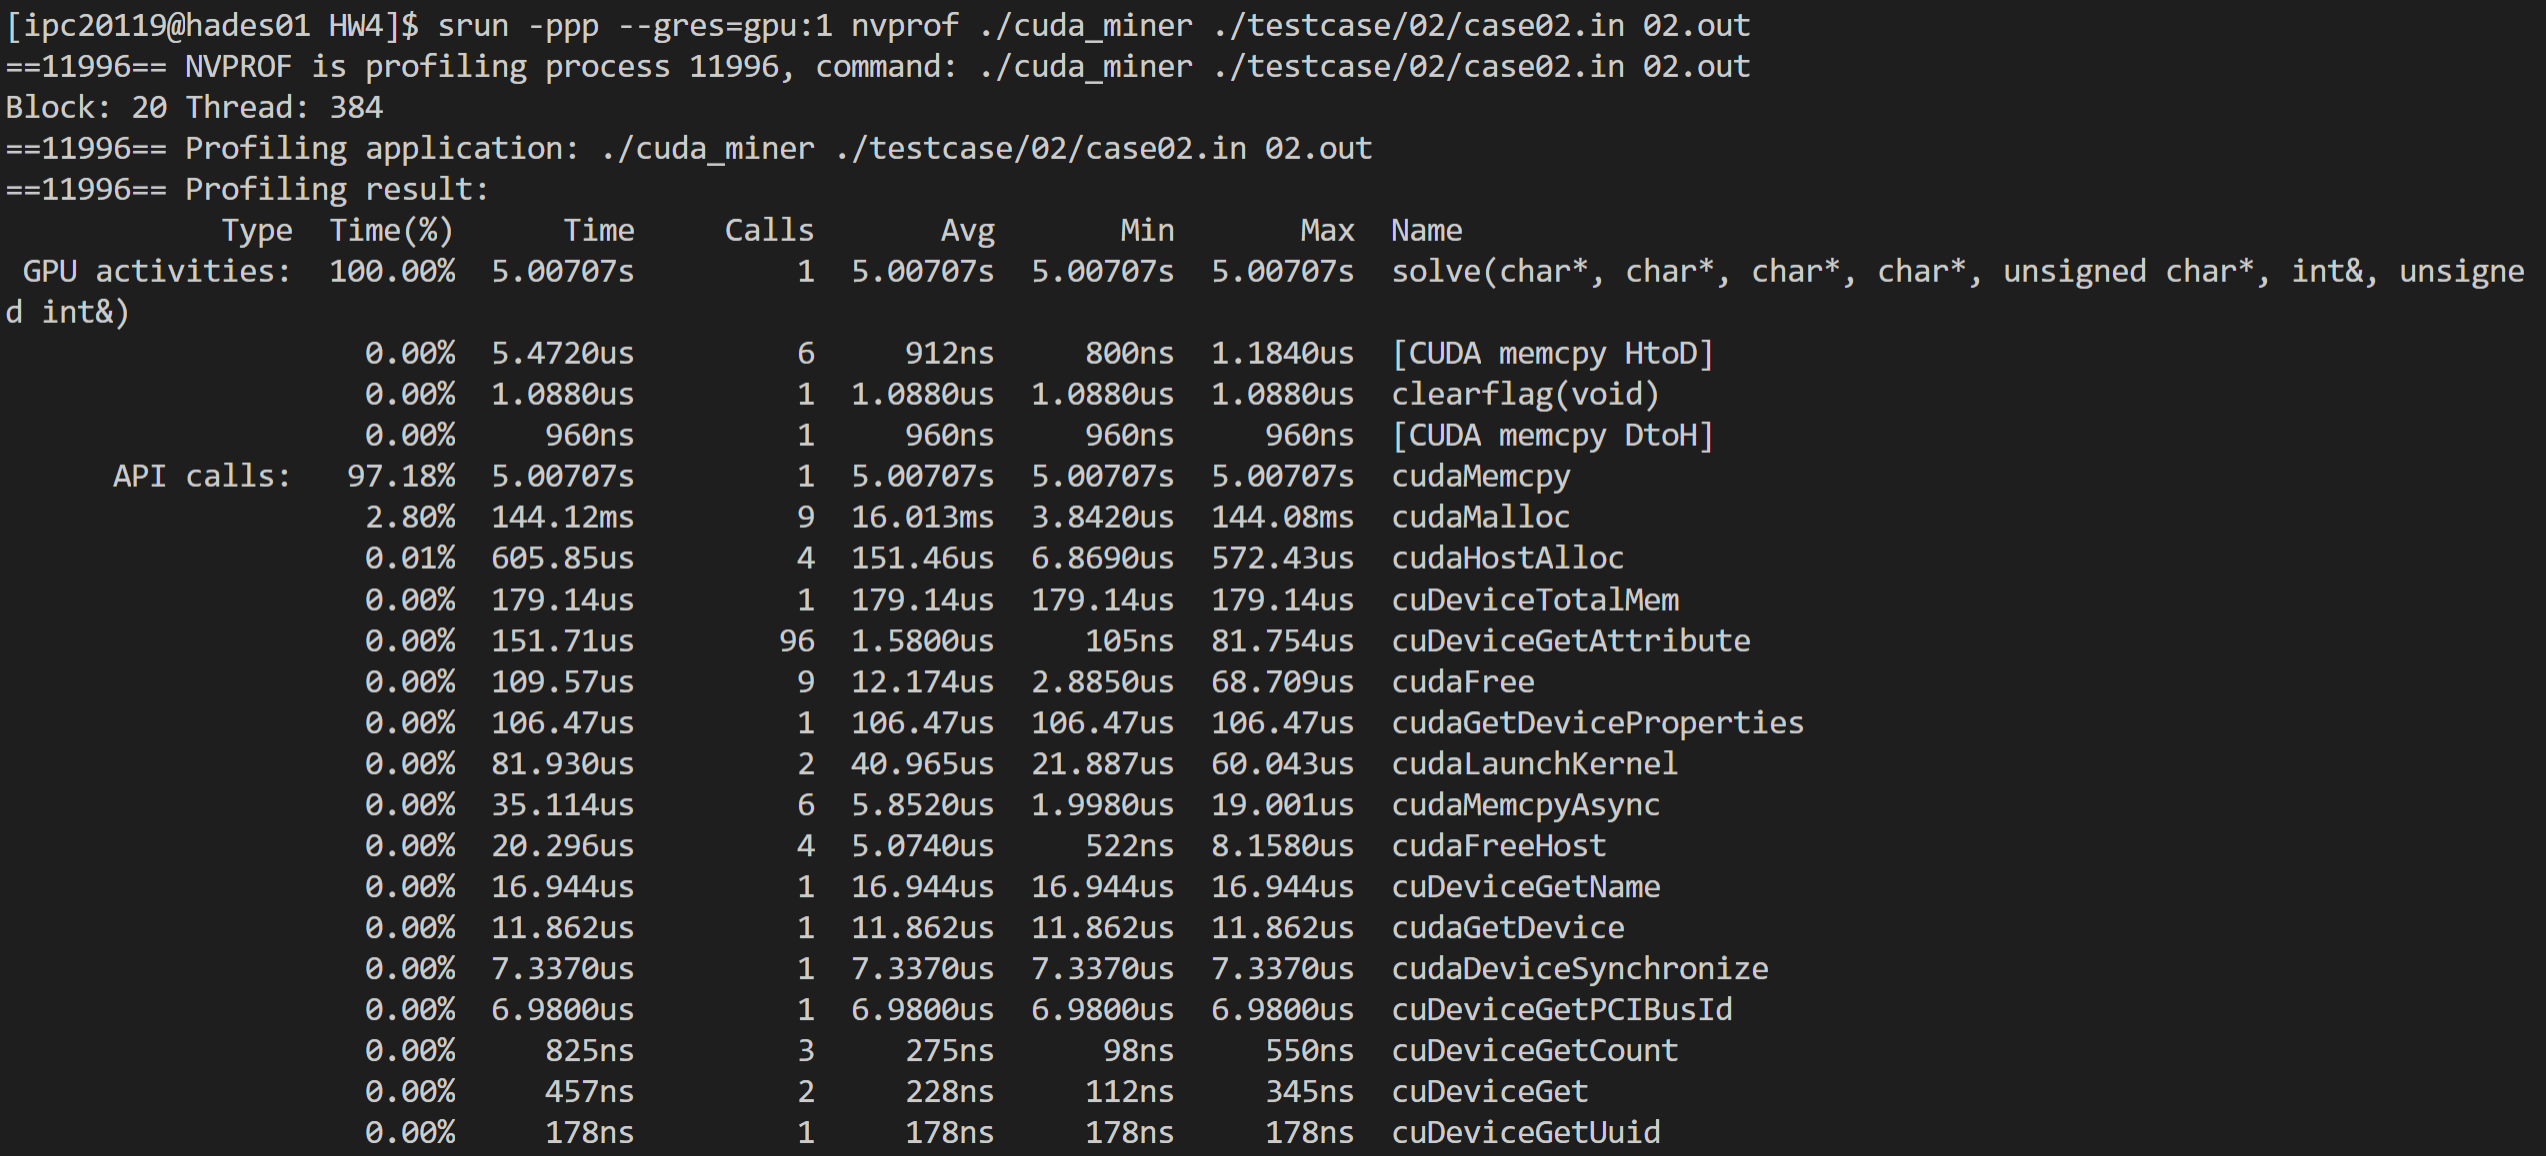 [ipc20119@hades01 HW4]$ srun -ppp --gres=gpu:1 nvprof ./cuda_miner ./testcase/02/case02.in 02.out
==11996== NVPROF is profiling process 11996, command: ./cuda_miner ./testcase/02/case02.in 02.out
Block: 20 Thread: 384
==11996== Profiling application: ./cuda_miner ./testcase/02/case02.in 02.out
==11996== Profiling result:
            Type  Time(%)      Time     Calls       Avg       Min       Max  Name
 GPU activities:  100.00%  5.00707s         1  5.00707s  5.00707s  5.00707s  solve(char*, char*, char*, char*, unsigned char*, int&, unsigne
d int&)
                    0.00%  5.4720us         6     912ns     800ns  1.1840us  [CUDA memcpy HtoD]
                    0.00%  1.0880us         1  1.0880us  1.0880us  1.0880us  clearflag(void)
                    0.00%     960ns         1     960ns     960ns     960ns  [CUDA memcpy DtoH]
      API calls:   97.18%  5.00707s         1  5.00707s  5.00707s  5.00707s  cudaMemcpy
                    2.80%  144.12ms         9  16.013ms  3.8420us  144.08ms  cudaMalloc
                    0.01%  605.85us         4  151.46us  6.8690us  572.43us  cudaHostAlloc
                    0.00%  179.14us         1  179.14us  179.14us  179.14us  cuDeviceTotalMem
                    0.00%  151.71us        96  1.5800us     105ns  81.754us  cuDeviceGetAttribute
                    0.00%  109.57us         9  12.174us  2.8850us  68.709us  cudaFree
                    0.00%  106.47us         1  106.47us  106.47us  106.47us  cudaGetDeviceProperties
                    0.00%  81.930us         2  40.965us  21.887us  60.043us  cudaLaunchKernel
                    0.00%  35.114us         6  5.8520us  1.9980us  19.001us  cudaMemcpyAsync
                    0.00%  20.296us         4  5.0740us     522ns  8.1580us  cudaFreeHost
                    0.00%  16.944us         1  16.944us  16.944us  16.944us  cuDeviceGetName
                    0.00%  11.862us         1  11.862us  11.862us  11.862us  cudaGetDevice
                    0.00%  7.3370us         1  7.3370us  7.3370us  7.3370us  cudaDeviceSynchronize
                    0.00%  6.9800us         1  6.9800us  6.9800us  6.9800us  cuDeviceGetPCIBusId
                    0.00%     825ns         3     275ns      98ns     550ns  cuDeviceGetCount
                    0.00%     457ns         2     228ns     112ns     345ns  cuDeviceGet
                    0.00%     178ns         1     178ns     178ns     178ns  cuDeviceGetUuid